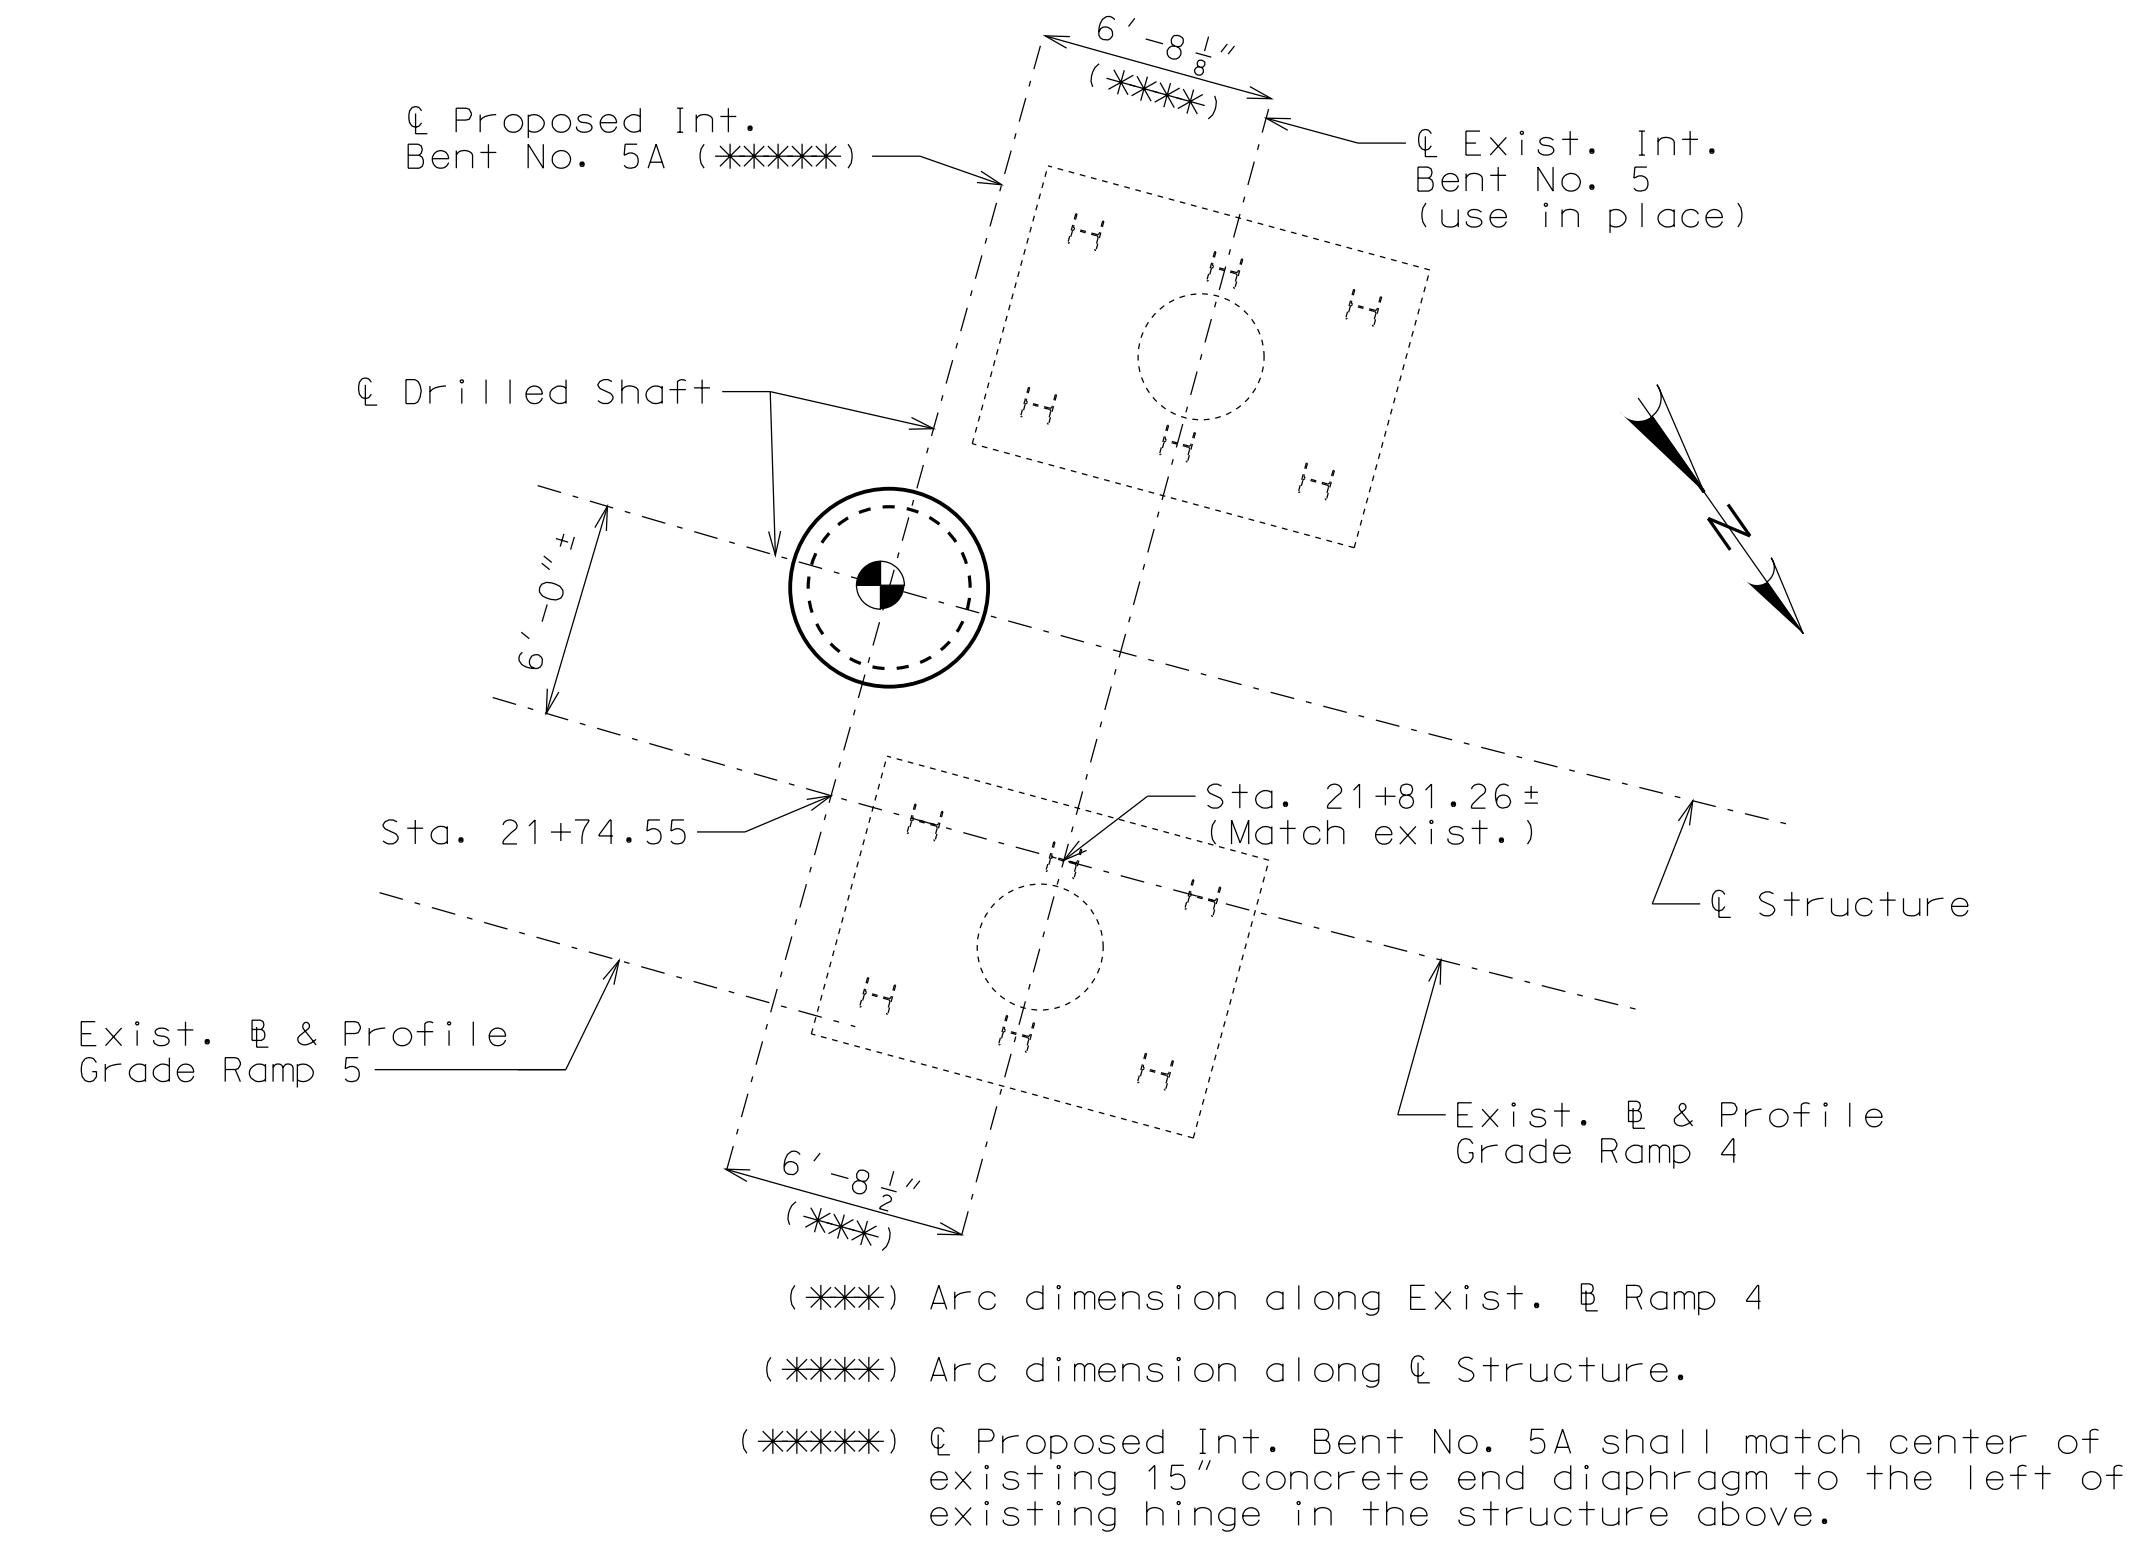 6'-8 1/8"
(****)
℄ Proposed Int.
Bent No. 5A (*****)
℄ Exist. Int.
Bent No. 5
(use in place)
℄ Drilled Shaft
N
6'-0"±
Sta. 21+74.55
Sta. 21+81.26±
(Match exist.)
℄ Structure
Exist. BL & Profile
Grade Ramp 5
Exist. BL & Profile
Grade Ramp 4
6'-8 1/2"
(***)
(***) Arc dimension along Exist. BL Ramp 4
(****) Arc dimension along ℄ Structure.
(*****) ℄ Proposed Int. Bent No. 5A shall match center of
existing 15" concrete end diaphragm to the left of
existing hinge in the structure above.